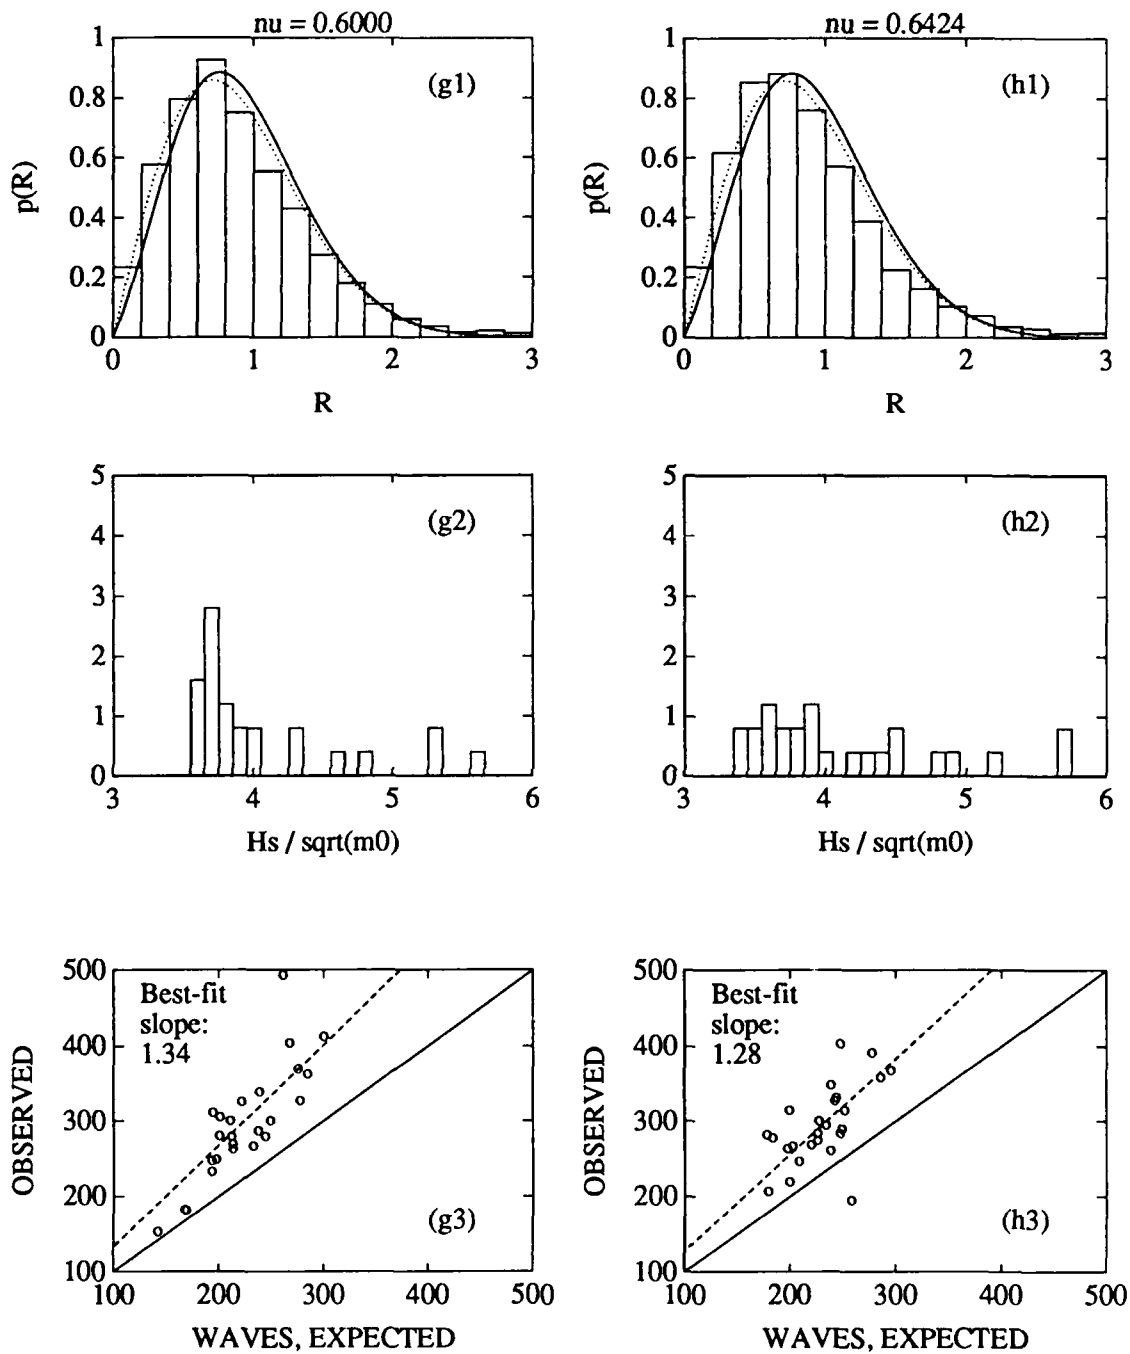 nu = 0.6000
1
0.8
0.6
0.4
0.2
0
p(R)
(g1)
0 1 2 3
R
nu = 0.6424
1
0.8
0.6
0.4
0.2
0
p(R)
(h1)
0 1 2 3
R
5
4
3
2
1
0
(g2)
3 4 5 6
Hs / sqrt(m0)
5
4
3
2
1
0
(h2)
3 4 5 6
Hs / sqrt(m0)
500
400
300
200
100
OBSERVED
Best-fit
slope:
1.34
(g3)
100 200 300 400 500
WAVES, EXPECTED
500
400
300
200
100
OBSERVED
Best-fit
slope:
1.28
(h3)
100 200 300 400 500
WAVES, EXPECTED